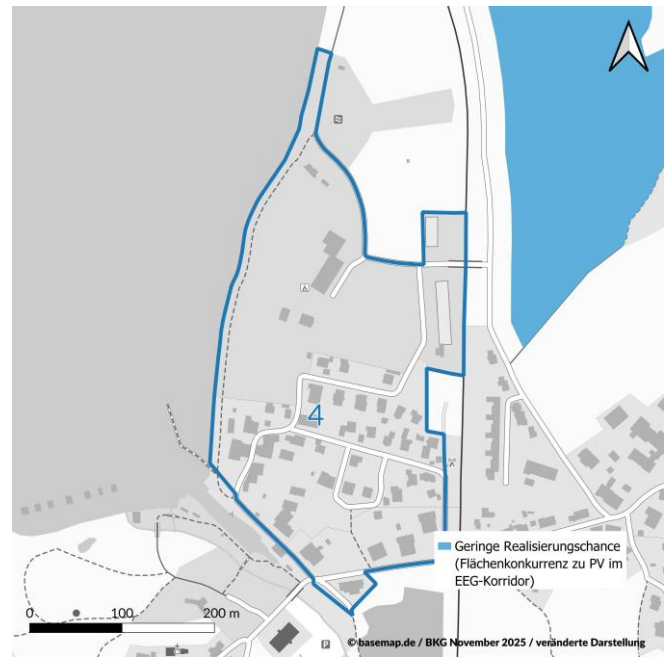 4
Geringe Realisierungschance
(Flächenkonkurrenz zu PV im
EEG-Korridor)
0 100 200 m
P
© basemap.de / BKG November 2025 / veränderte Darstellung